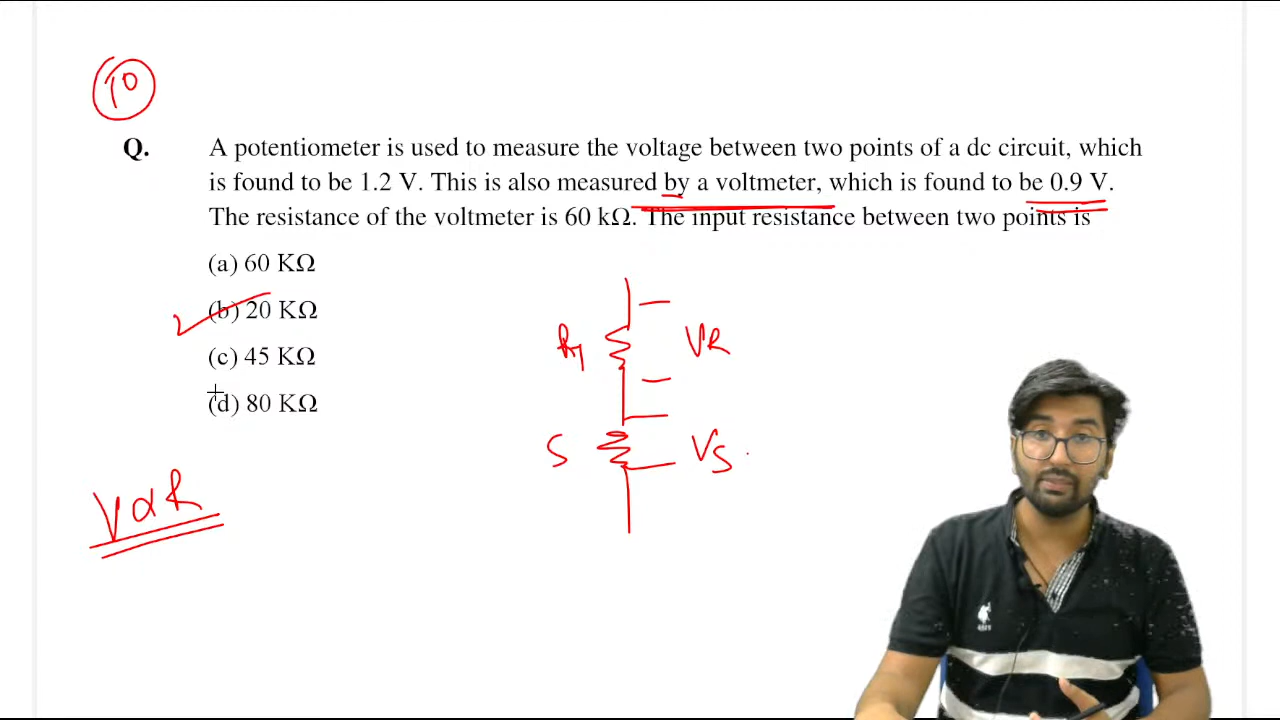 10
Q. A potentiometer is used to measure the voltage between two points of a dc circuit, which
is found to be 1.2 V. This is also measured by a voltmeter, which is found to be 0.9 V.
The resistance of the voltmeter is 60 kΩ. The input resistance between two points is
(a) 60 KΩ
(b) 20 KΩ
(c) 45 KΩ
(d) 80 KΩ
VR
S
VS
V α R